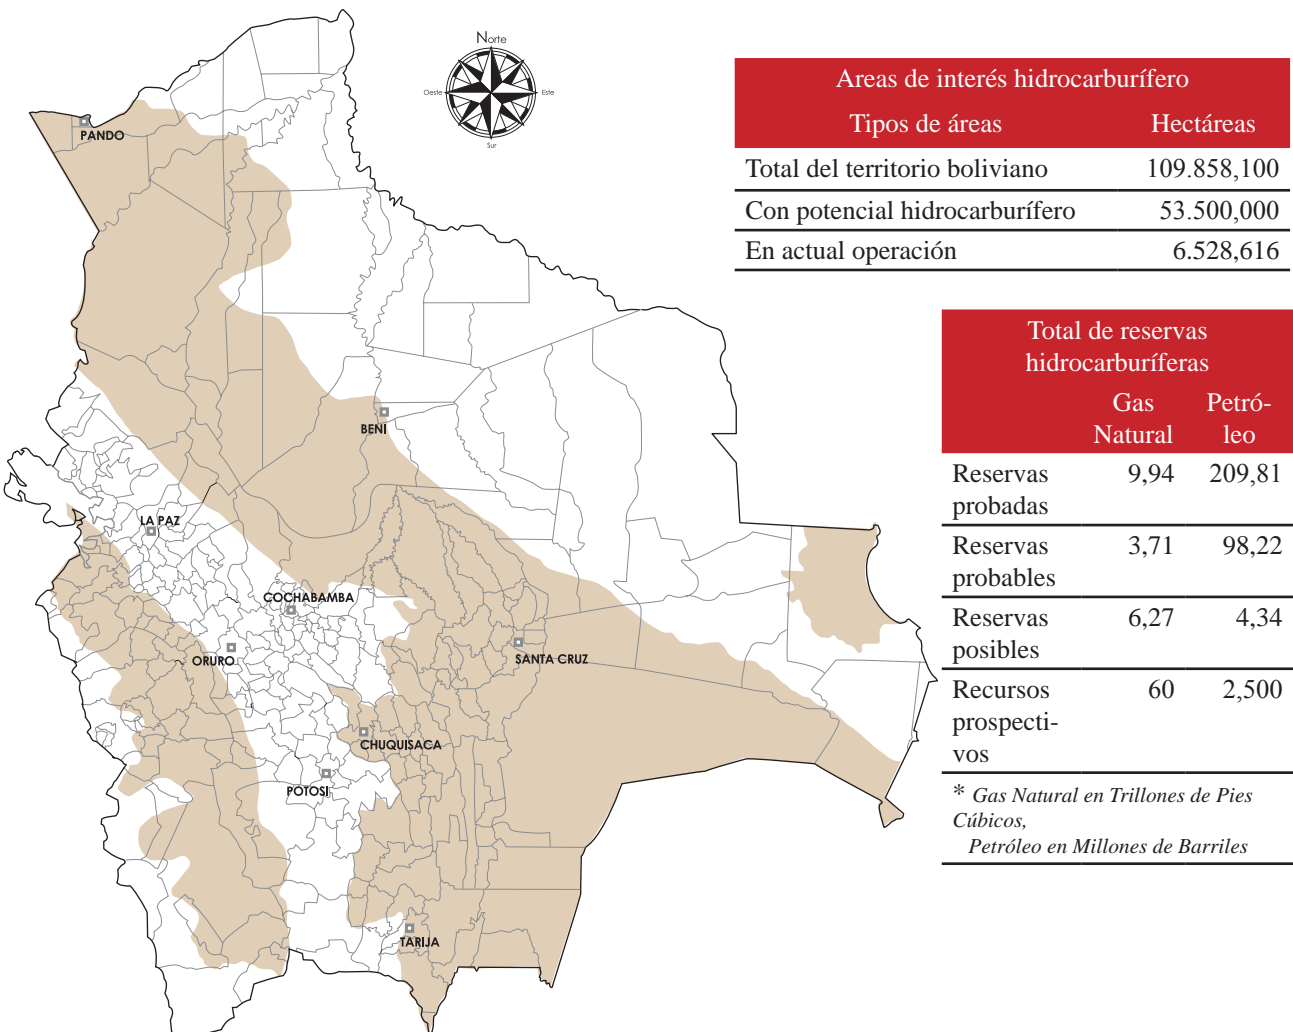 Norte
Oeste
Este
Sur
PANDO
BENI
LA PAZ
COCHABAMBA
ORURO
SANTA CRUZ
CHUQUISACA
POTOSI
TARIJA
Areas de interés hidrocarburífero
Tipos de áreas Hectáreas
Total del territorio boliviano 109.858,100
Con potencial hidrocarburífero 53.500,000
En actual operación 6.528,616
Total de reservas
hidrocarburíferas
Gas Petró-
Natural leo
Reservas 9,94 209,81
probadas
Reservas 3,71 98,22
probables
Reservas 6,27 4,34
posibles
Recursos 60 2,500
prospecti-
vos
* Gas Natural en Trillones de Pies
Cúbicos,
Petróleo en Millones de Barriles